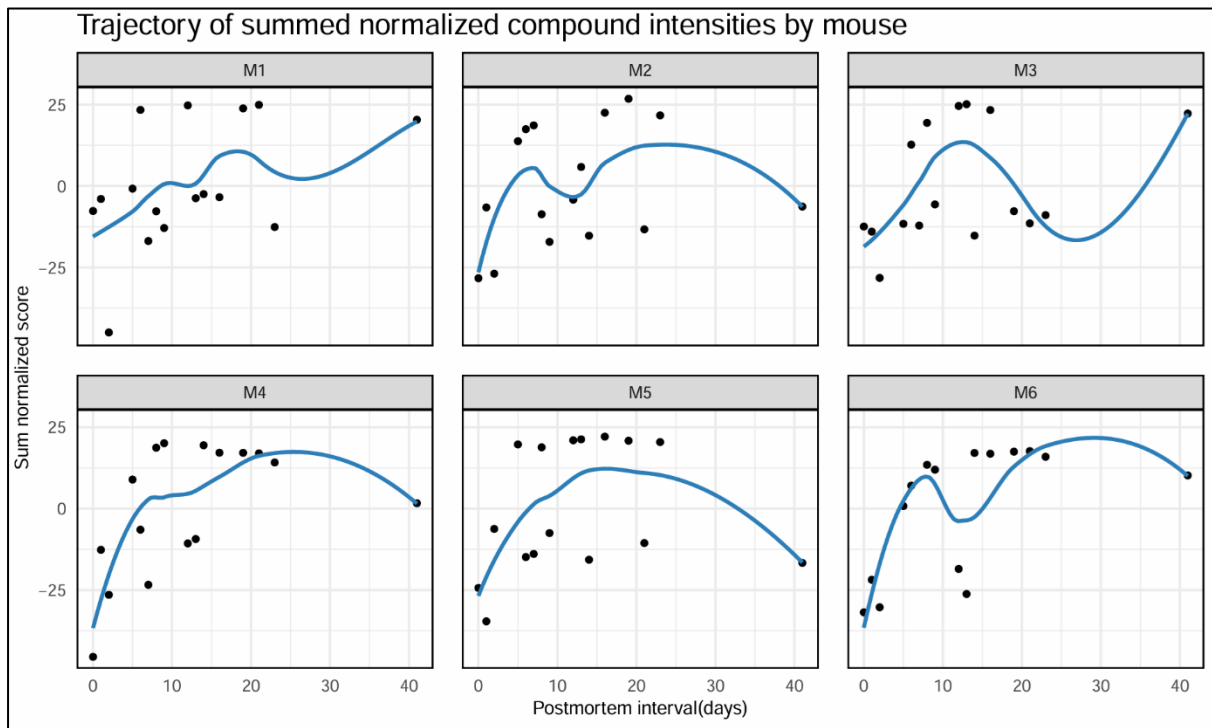 Trajectory of summed normalized compound intensities by mouse
M1 M2 M3
25
0
−25
M4 M5 M6
25
0
−25
0 10 20 30 40 0 10 20 30 40 0 10 20 30 40
Postmortem interval(days)
Sum normalized score